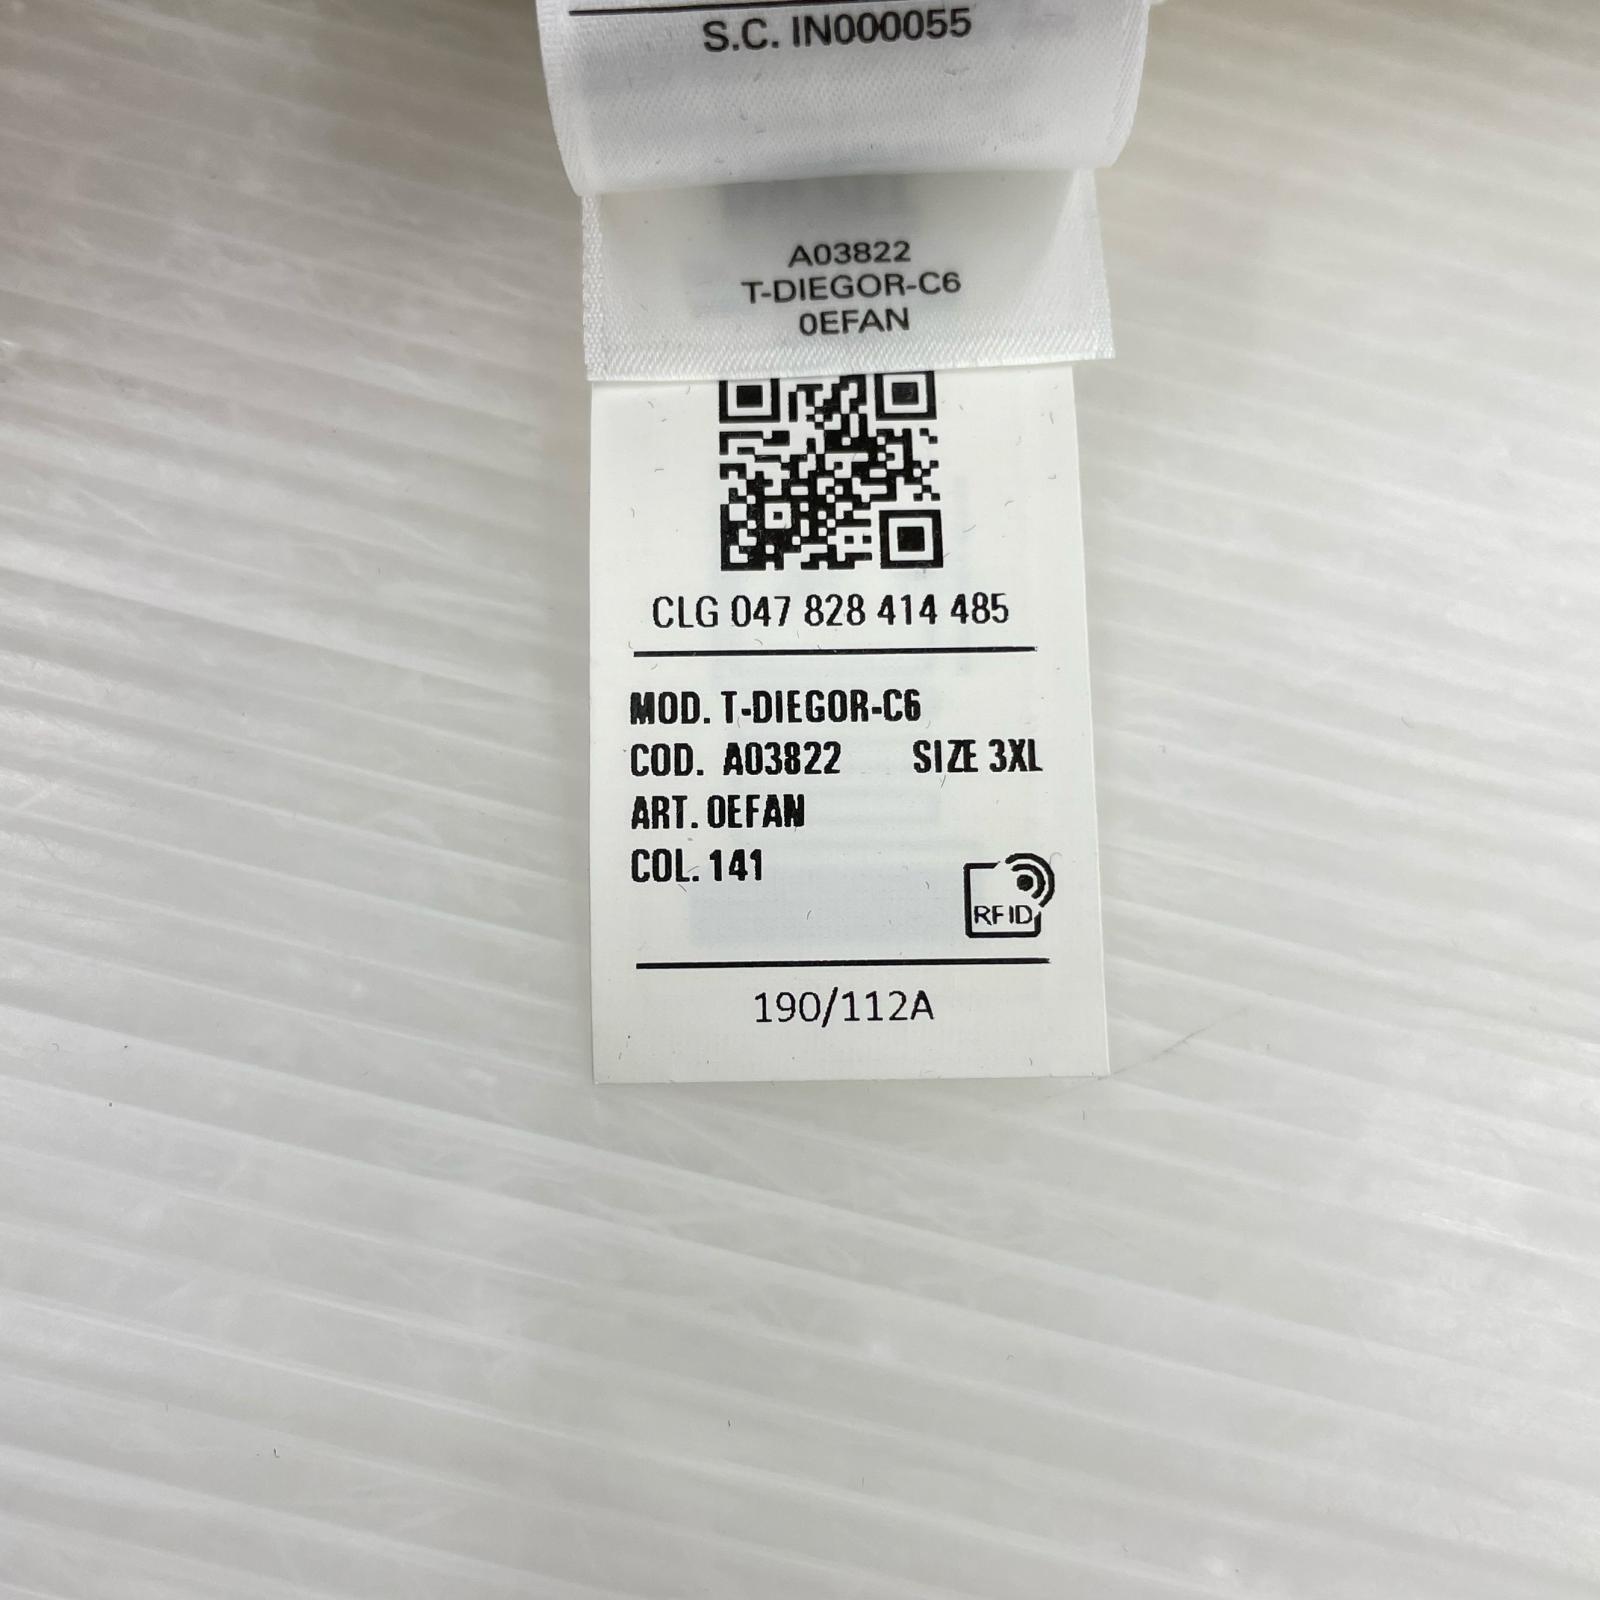 S.C. IN000055
A03822
T-DIEGOR-C6
0EFAN
CLG 047 828 414 485
MOD. T-DIEGOR-C6
COD. A03822 SIZE 3XL
ART. 0EFAN
COL. 141
RFID
190/112A